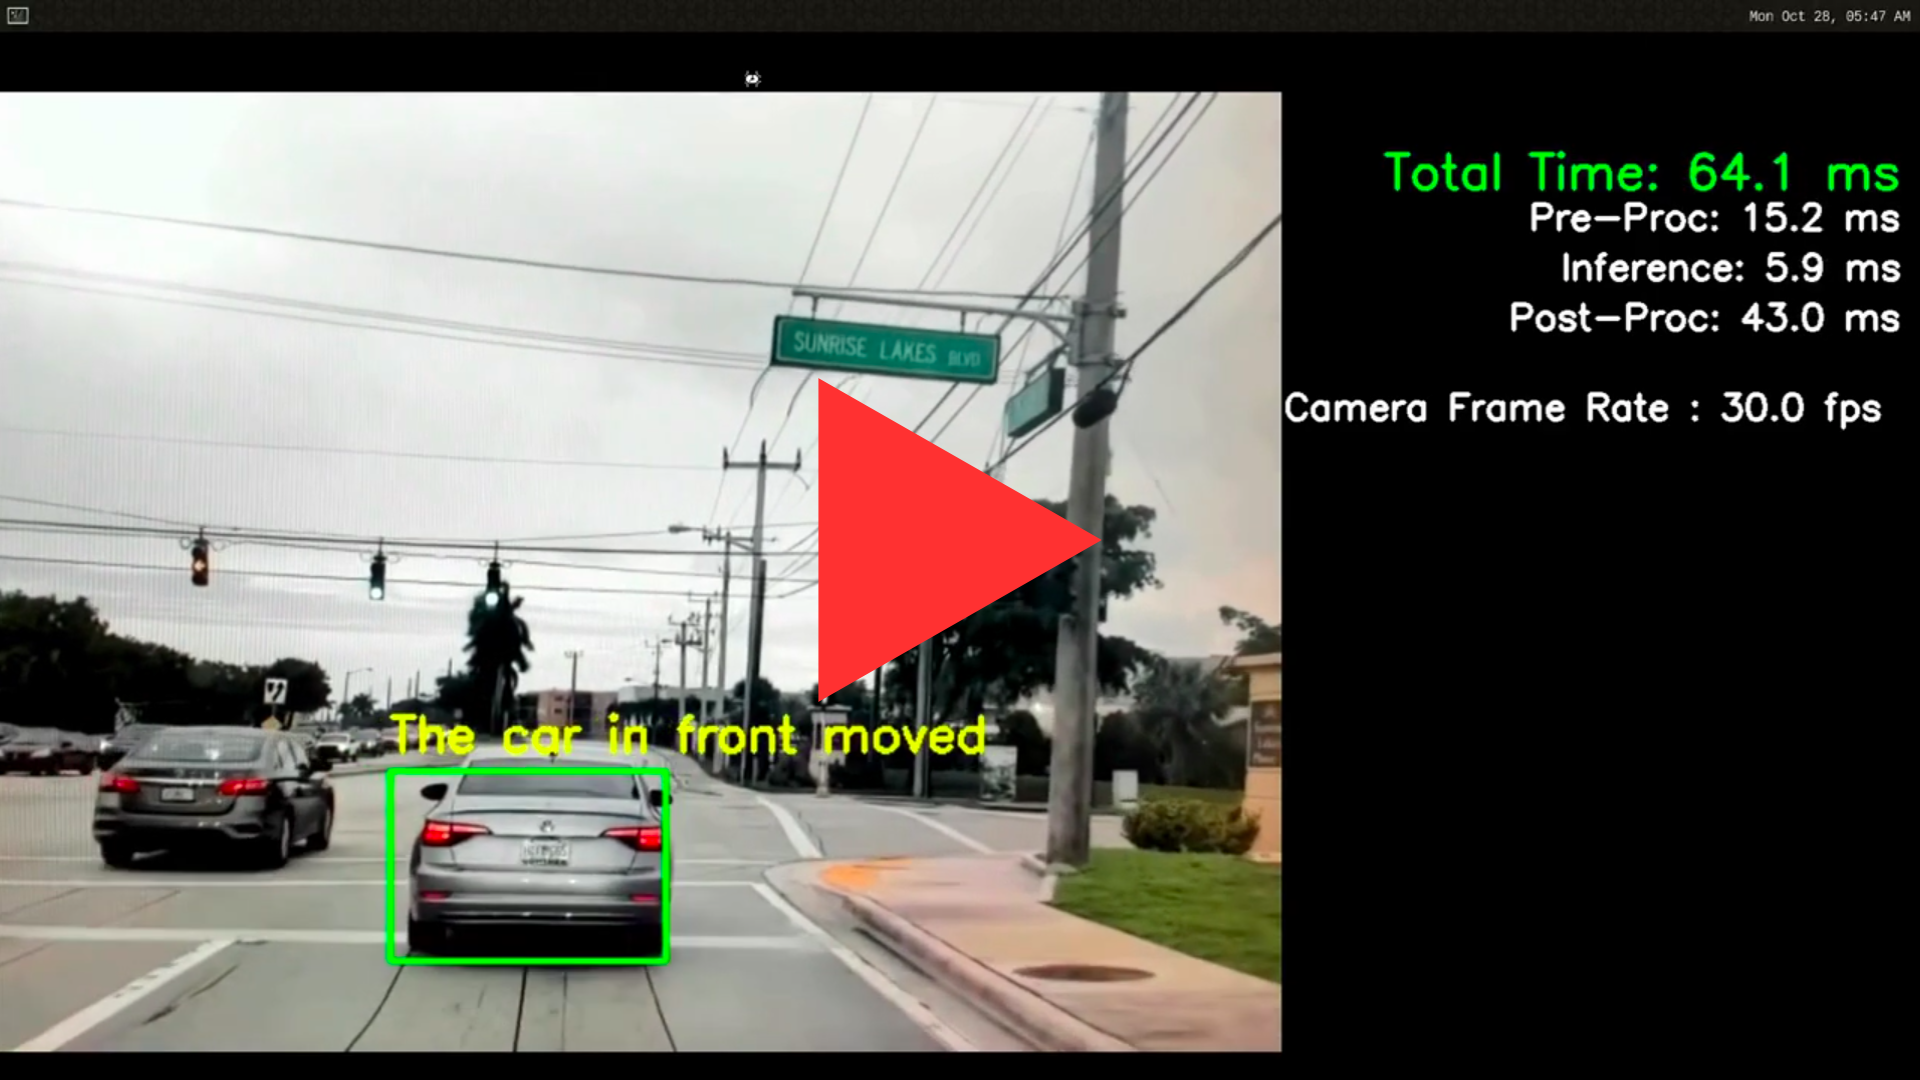 Mon Oct 28, 05:47 AM
SUNRISE LAKES BLVD
Total Time: 64.1 ms
Pre-Proc: 15.2 ms
Inference: 5.9 ms
Post-Proc: 43.0 ms
Camera Frame Rate : 30.0 fps
The car in front moved